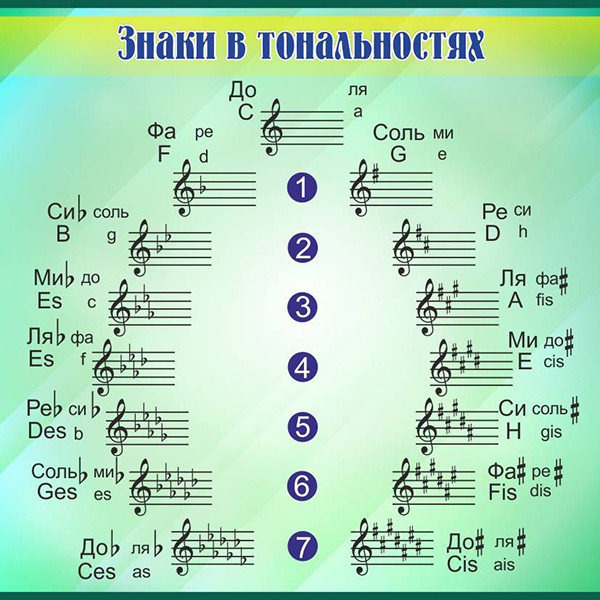 Знаки в тональностях
До ля
C a
Фа ре
F d
Соль ми
G e
1
Си♭ соль
B g
Ре си
D h
2
Ми♭ до
Es c
Ля фа♯
A fis
3
Ля♭ фа
Es f
Ми до♯
E cis
4
Ре♭ си♭
Des b
Си соль♯
H gis
5
Соль♭ ми♭
Ges es
Фа♯ ре♯
Fis dis
6
До♭ ля♭
Ces as
До♯ ля♯
Cis ais
7